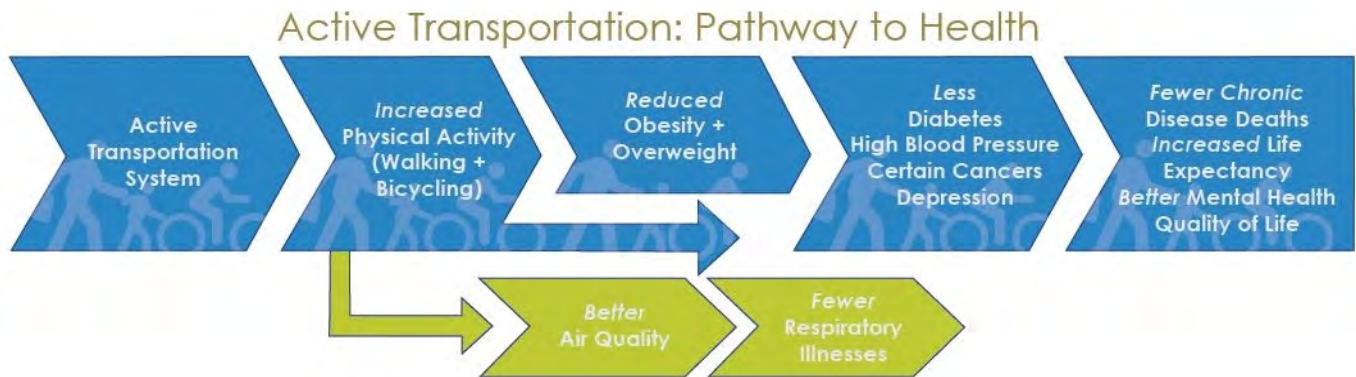 Active Transportation: Pathway to Health
Active
Transportation
System
Increased
Physical Activity
(Walking +
Bicycling)
Reduced
Obesity +
Overweight
Less
Diabetes
High Blood Pressure
Certain Cancers
Depression
Fewer Chronic
Disease Deaths
Increased Life
Expectancy
Better Mental Health
Quality of Life
Better
Air Quality
Fewer
Respiratory
Illnesses